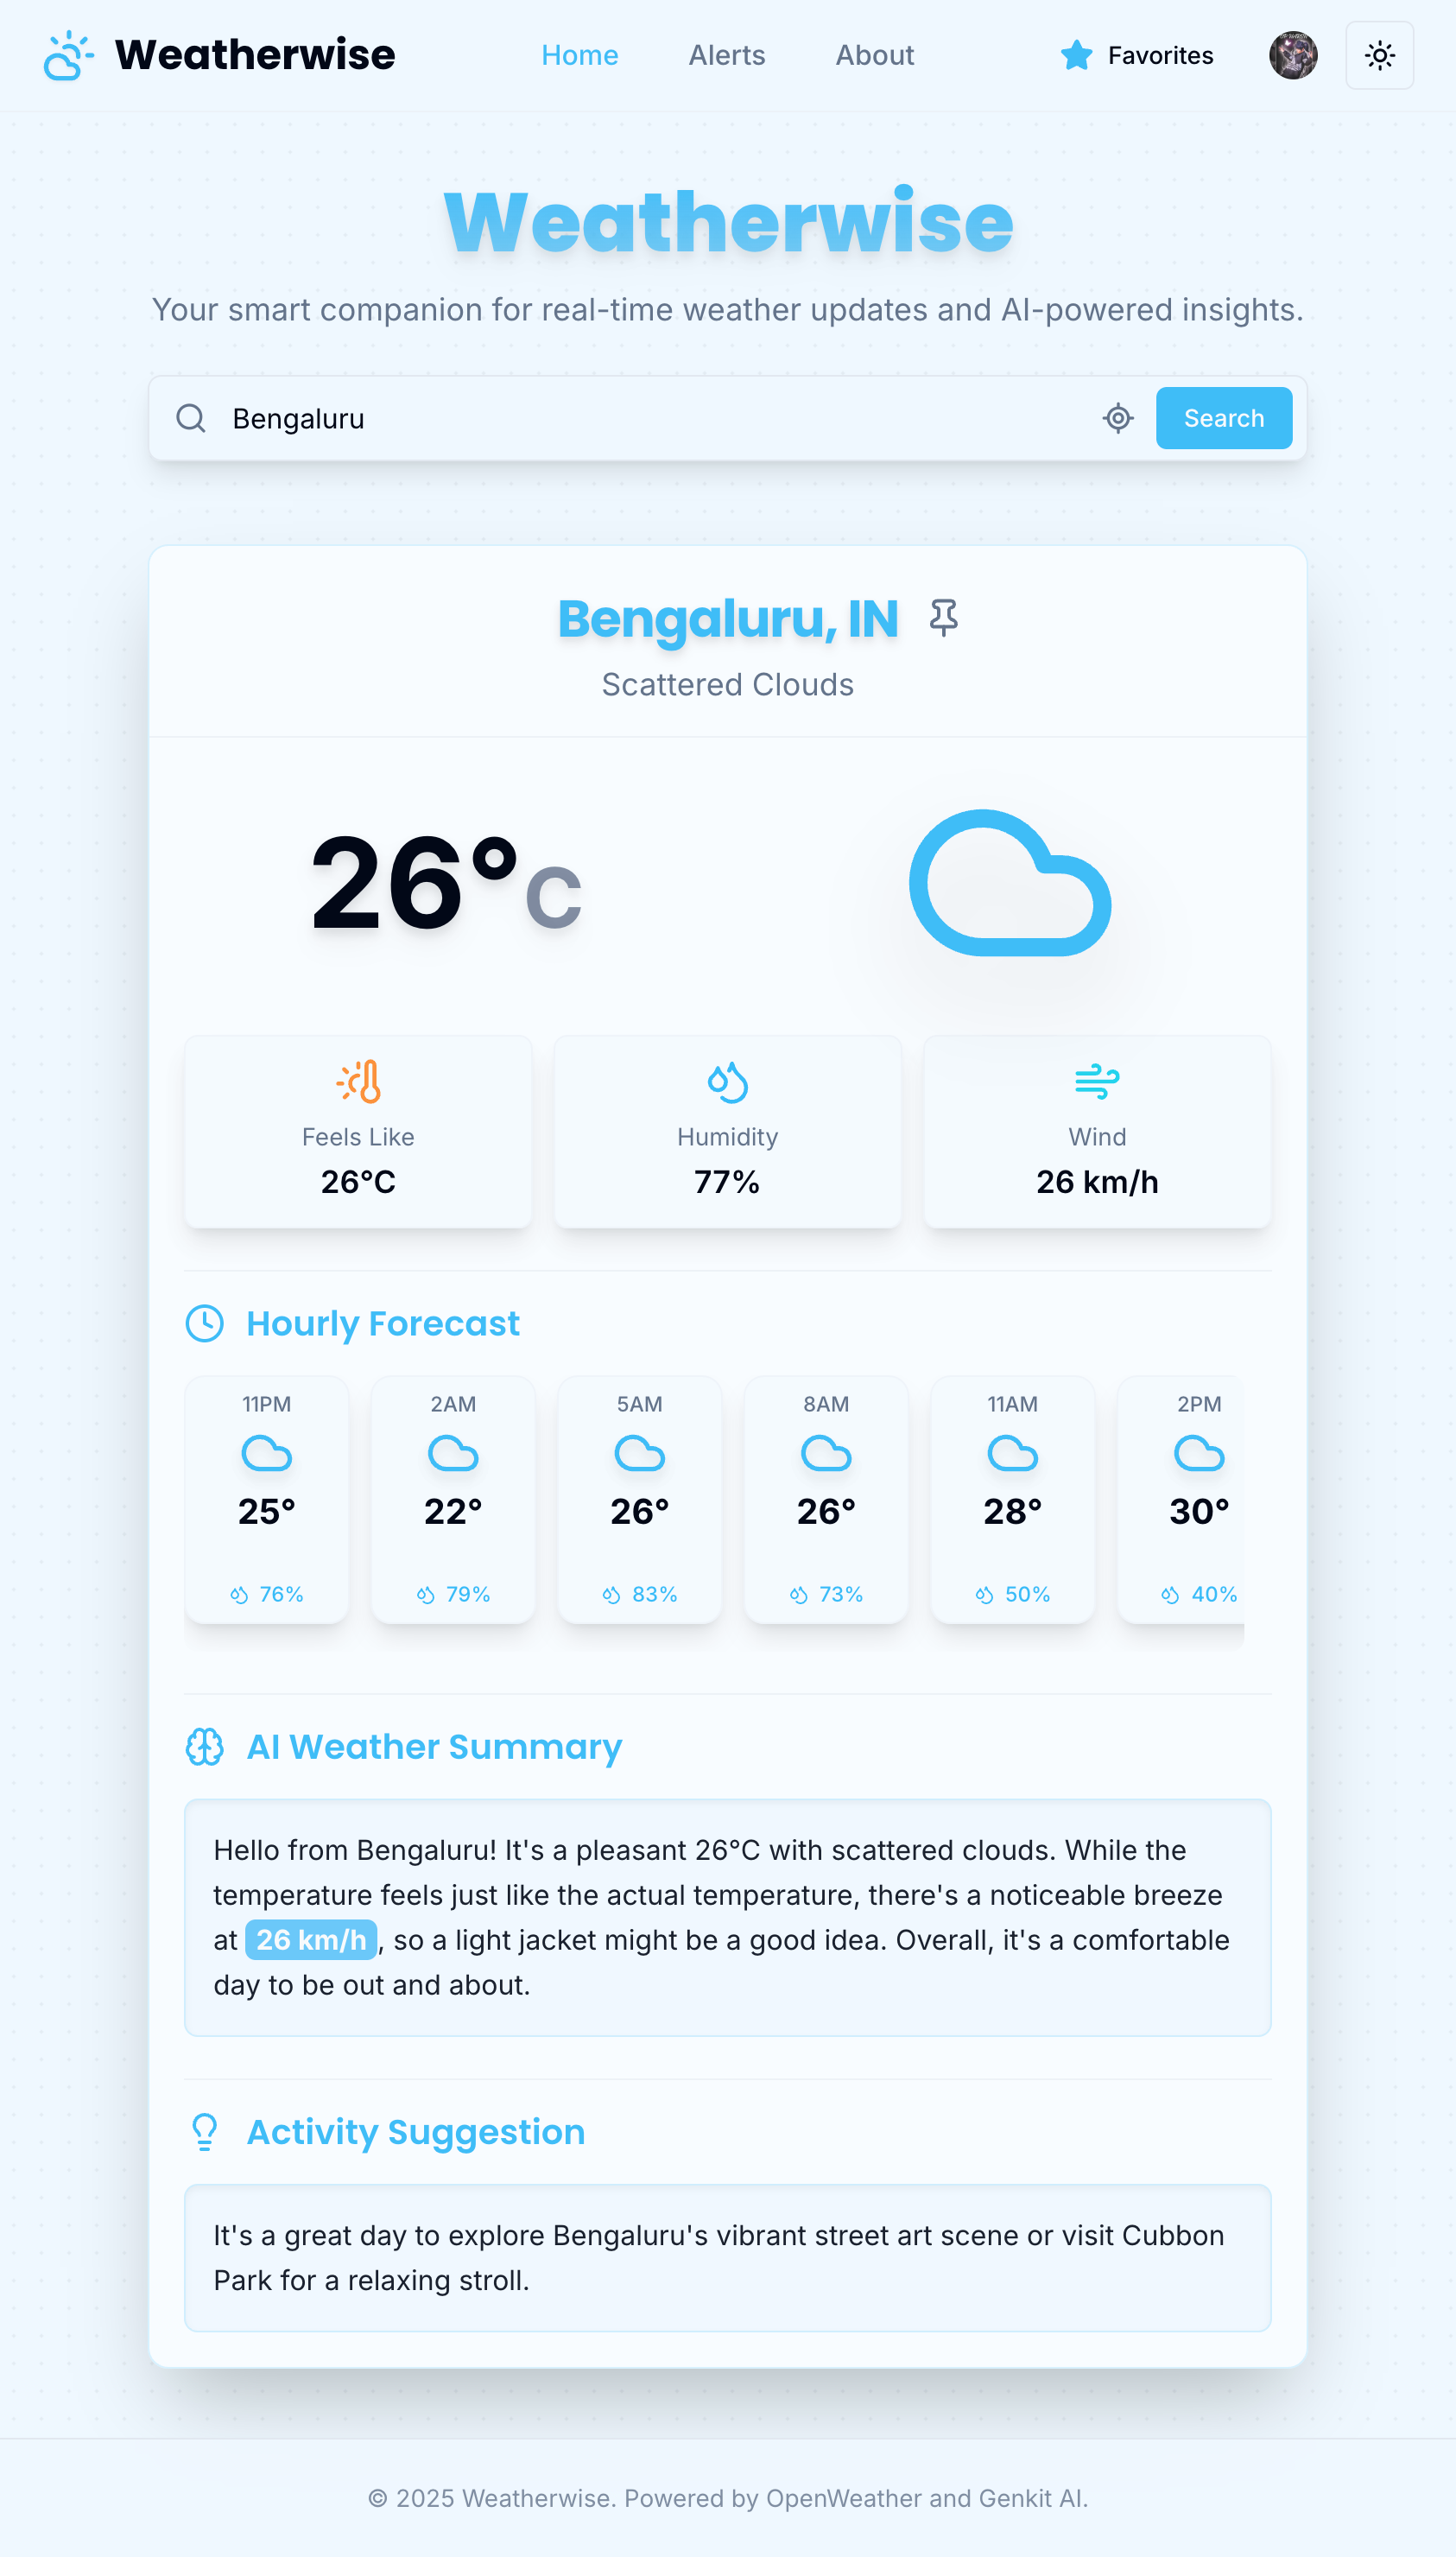 Weatherwise
Home
Alerts
About
Favorites
Weatherwise
Your smart companion for real-time weather updates and AI-powered insights.
Bengaluru
Search
Bengaluru, IN
Scattered Clouds
26°C
Feels Like
26°C
Humidity
77%
Wind
26 km/h
Hourly Forecast
11PM
25°
76%
2AM
22°
79%
5AM
26°
83%
8AM
26°
73%
11AM
28°
50%
2PM
30°
40%
AI Weather Summary
Hello from Bengaluru! It's a pleasant 26°C with scattered clouds. While the
temperature feels just like the actual temperature, there's a noticeable breeze
at 26 km/h, so a light jacket might be a good idea. Overall, it's a comfortable
day to be out and about.
Activity Suggestion
It's a great day to explore Bengaluru's vibrant street art scene or visit Cubbon
Park for a relaxing stroll.
© 2025 Weatherwise. Powered by OpenWeather and Genkit AI.